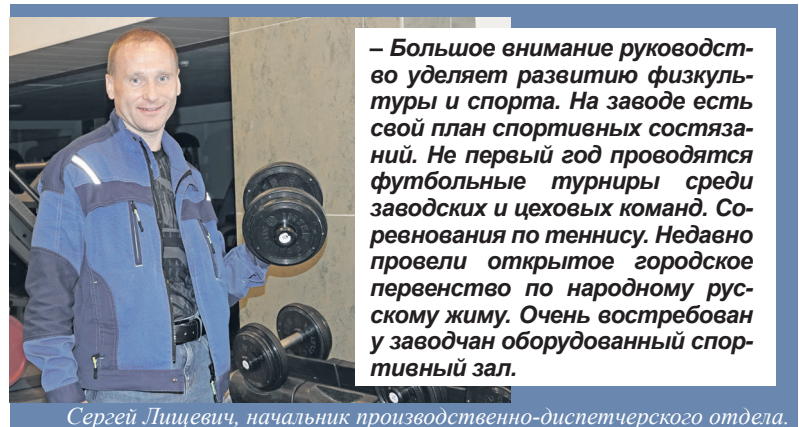 – Большое внимание руководст-
во уделяет развитию физкуль-
туры и спорта. На заводе есть
свой план спортивных состяза-
ний. Не первый год проводятся
футбольные турниры среди
заводских и цеховых команд. Со-
ревнования по теннису. Недавно
провели открытое городское
первенство по народному рус-
скому жиму. Очень востребован
у заводчан оборудованный спор-
тивный зал.
Сергей Лищевич, начальник производственно-диспетчерского отдела.